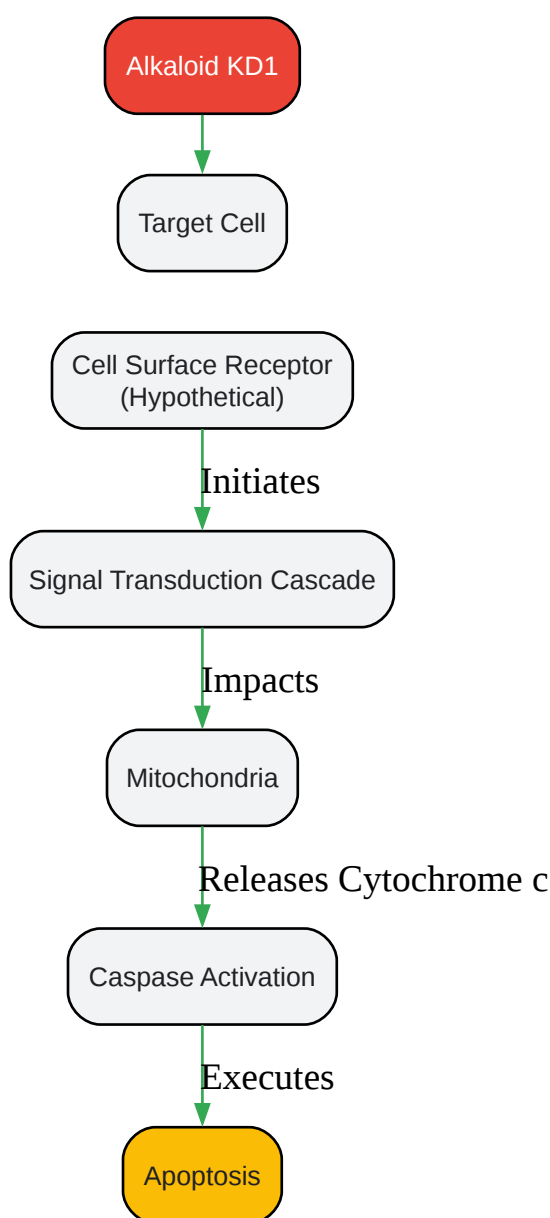 Alkaloid KD1
Target Cell
Cell Surface Receptor
(Hypothetical)
Initiates
Signal Transduction Cascade
Impacts
Mitochondria
Releases Cytochrome c
Caspase Activation
Executes
Apoptosis